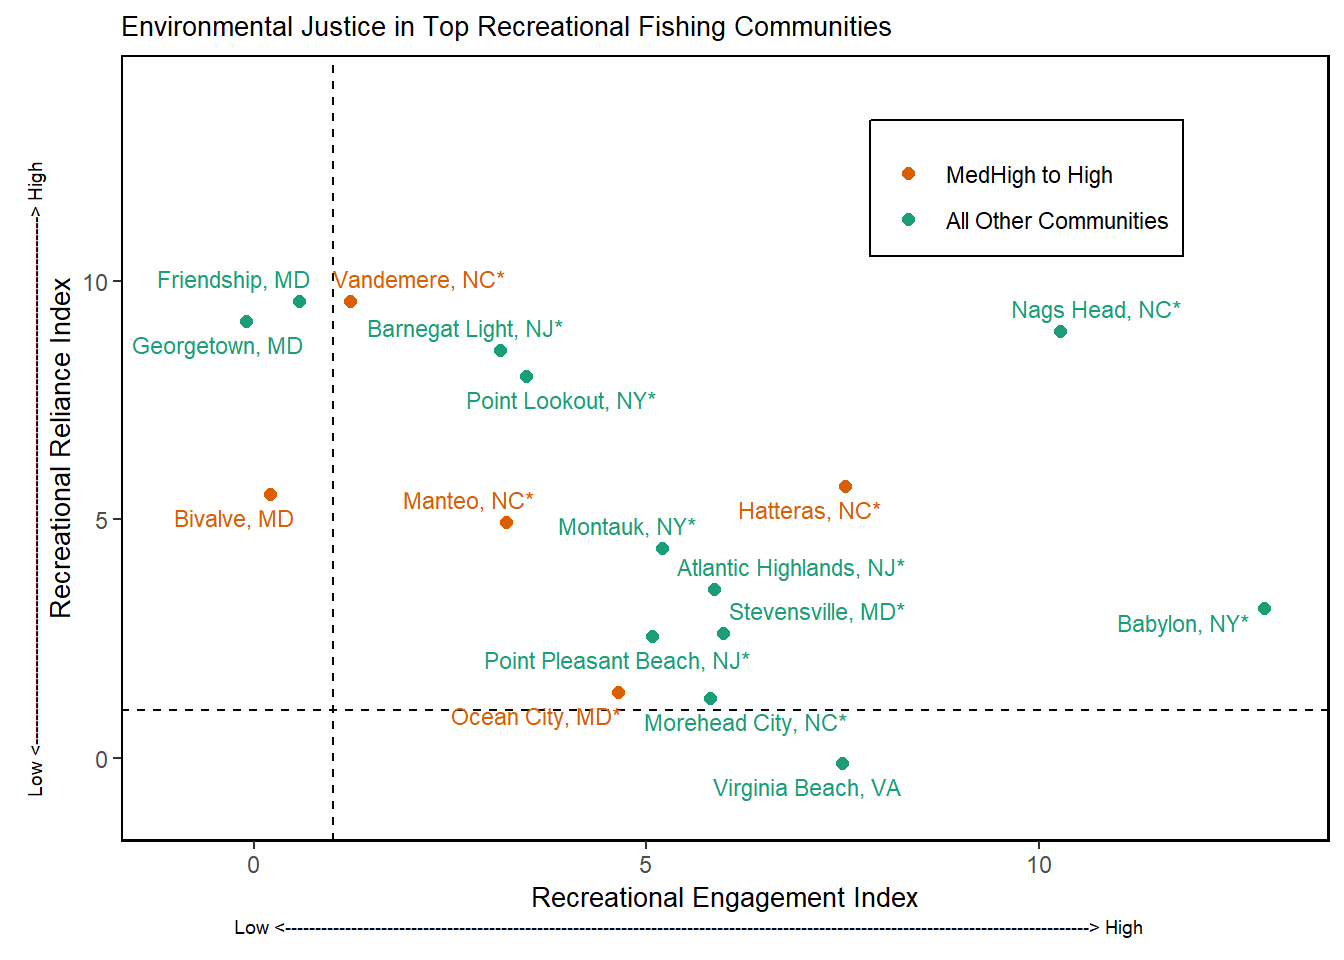 Environmental Justice in Top Recreational Fishing Communities
MedHigh to High
All Other Communities
Friendship, MD
Vandemere, NC*
Nags Head, NC*
Barnegat Light, NJ*
Georgetown, MD
Point Lookout, NY*
Manteo, NC*
Hatteras, NC*
Bivalve, MD
Montauk, NY*
Atlantic Highlands, NJ*
Stevensville, MD*
Babylon, NY*
Point Pleasant Beach, NJ*
Ocean City, MD*
Morehead City, NC*
Virginia Beach, VA
10
5
0
Recreational Reliance Index
Low <--------------------------------------------------------------------------------------------> High
0
5
10
Recreational Engagement Index
Low <--------------------------------------------------------------------------------------------------------------------------------------> High